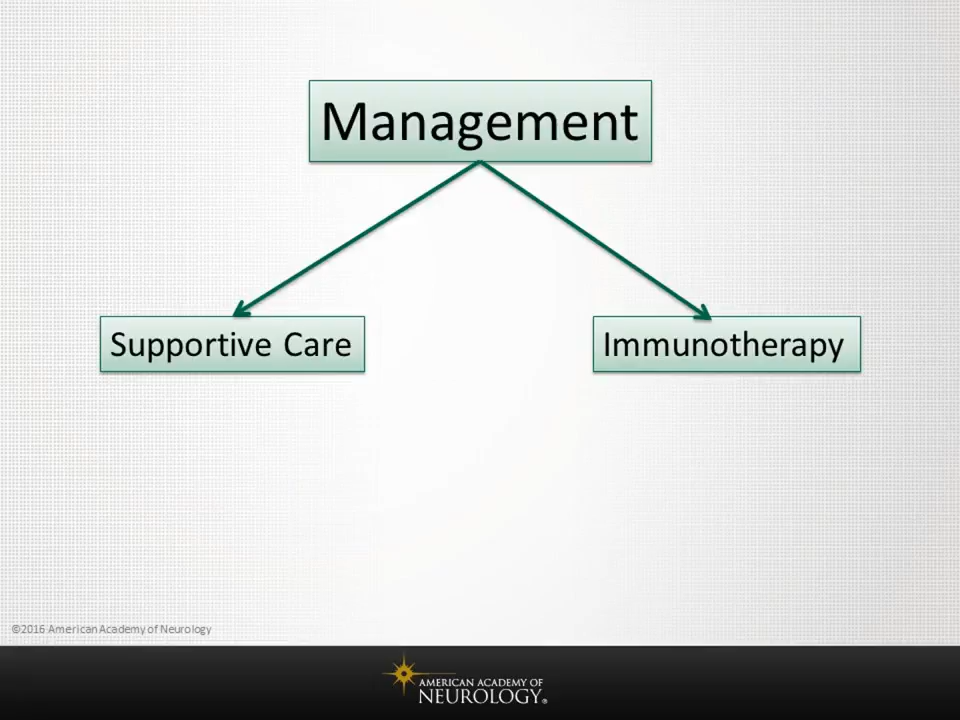 Management
Supportive Care
Immunotherapy
©2016 American Academy of Neurology
AMERICAN ACADEMY OF
NEUROLOGY®